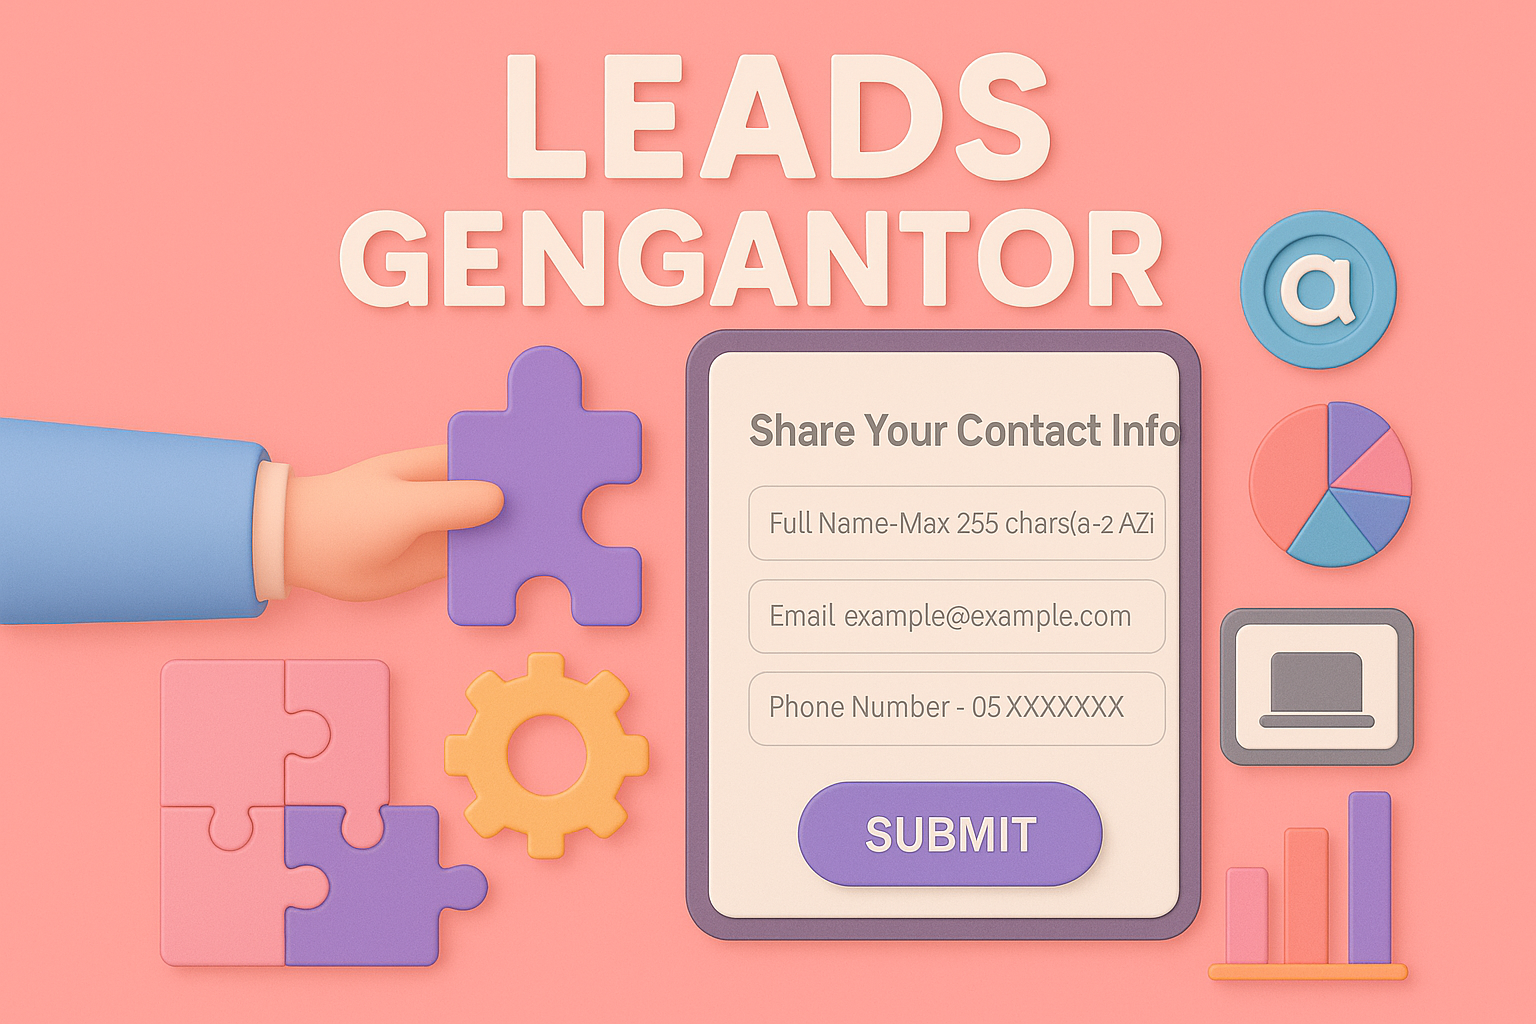 LEADS
GENGANTOR
a
Share Your Contact Info
Full Name-Max 255 chars(a-2 AZi
Email example@example.com
Phone Number - 05 XXXXXXX
SUBMIT